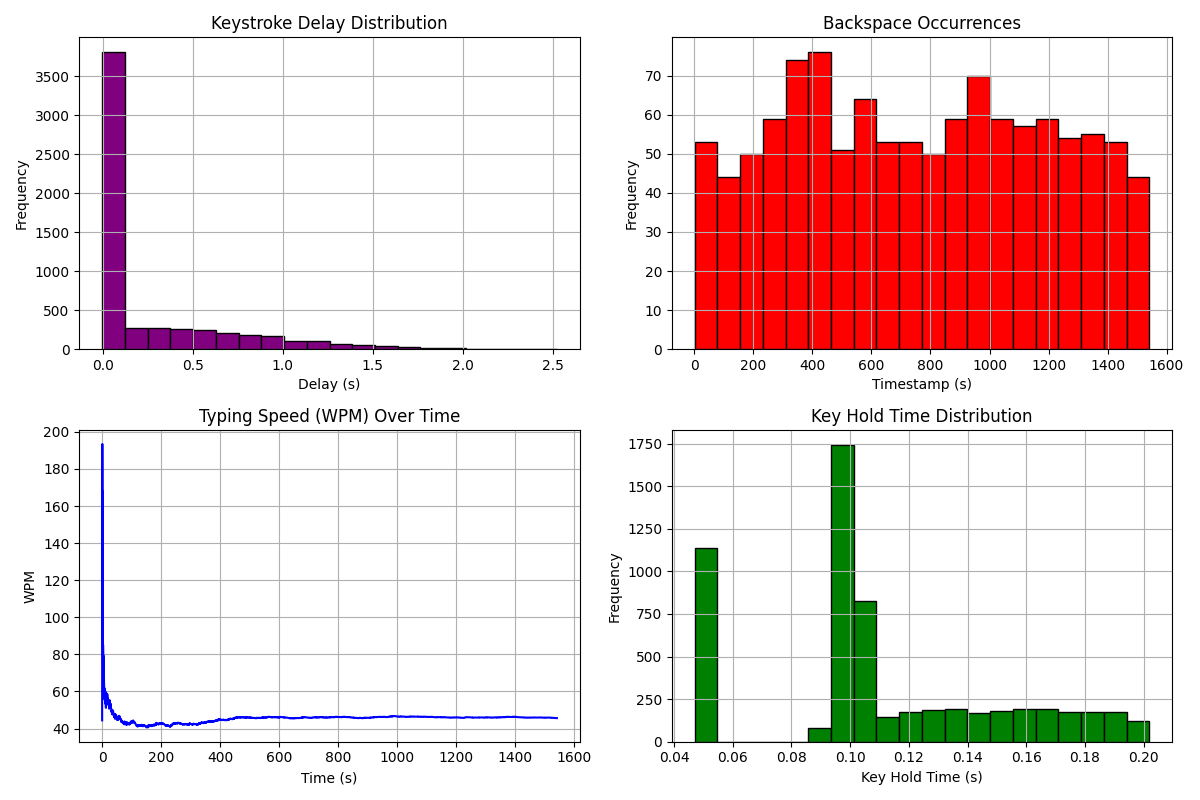 Keystroke Delay Distribution
Frequency
3500
3000
2500
2000
1500
1000
500
0
0.0 0.5 1.0 1.5 2.0 2.5
Delay (s)
Backspace Occurrences
Frequency
70
60
50
40
30
20
10
0
0 200 400 600 800 1000 1200 1400 1600
Timestamp (s)
Typing Speed (WPM) Over Time
WPM
200
180
160
140
120
100
80
60
40
0 200 400 600 800 1000 1200 1400 1600
Time (s)
Key Hold Time Distribution
Frequency
1750
1500
1250
1000
750
500
250
0
0.04 0.06 0.08 0.10 0.12 0.14 0.16 0.18 0.20
Key Hold Time (s)